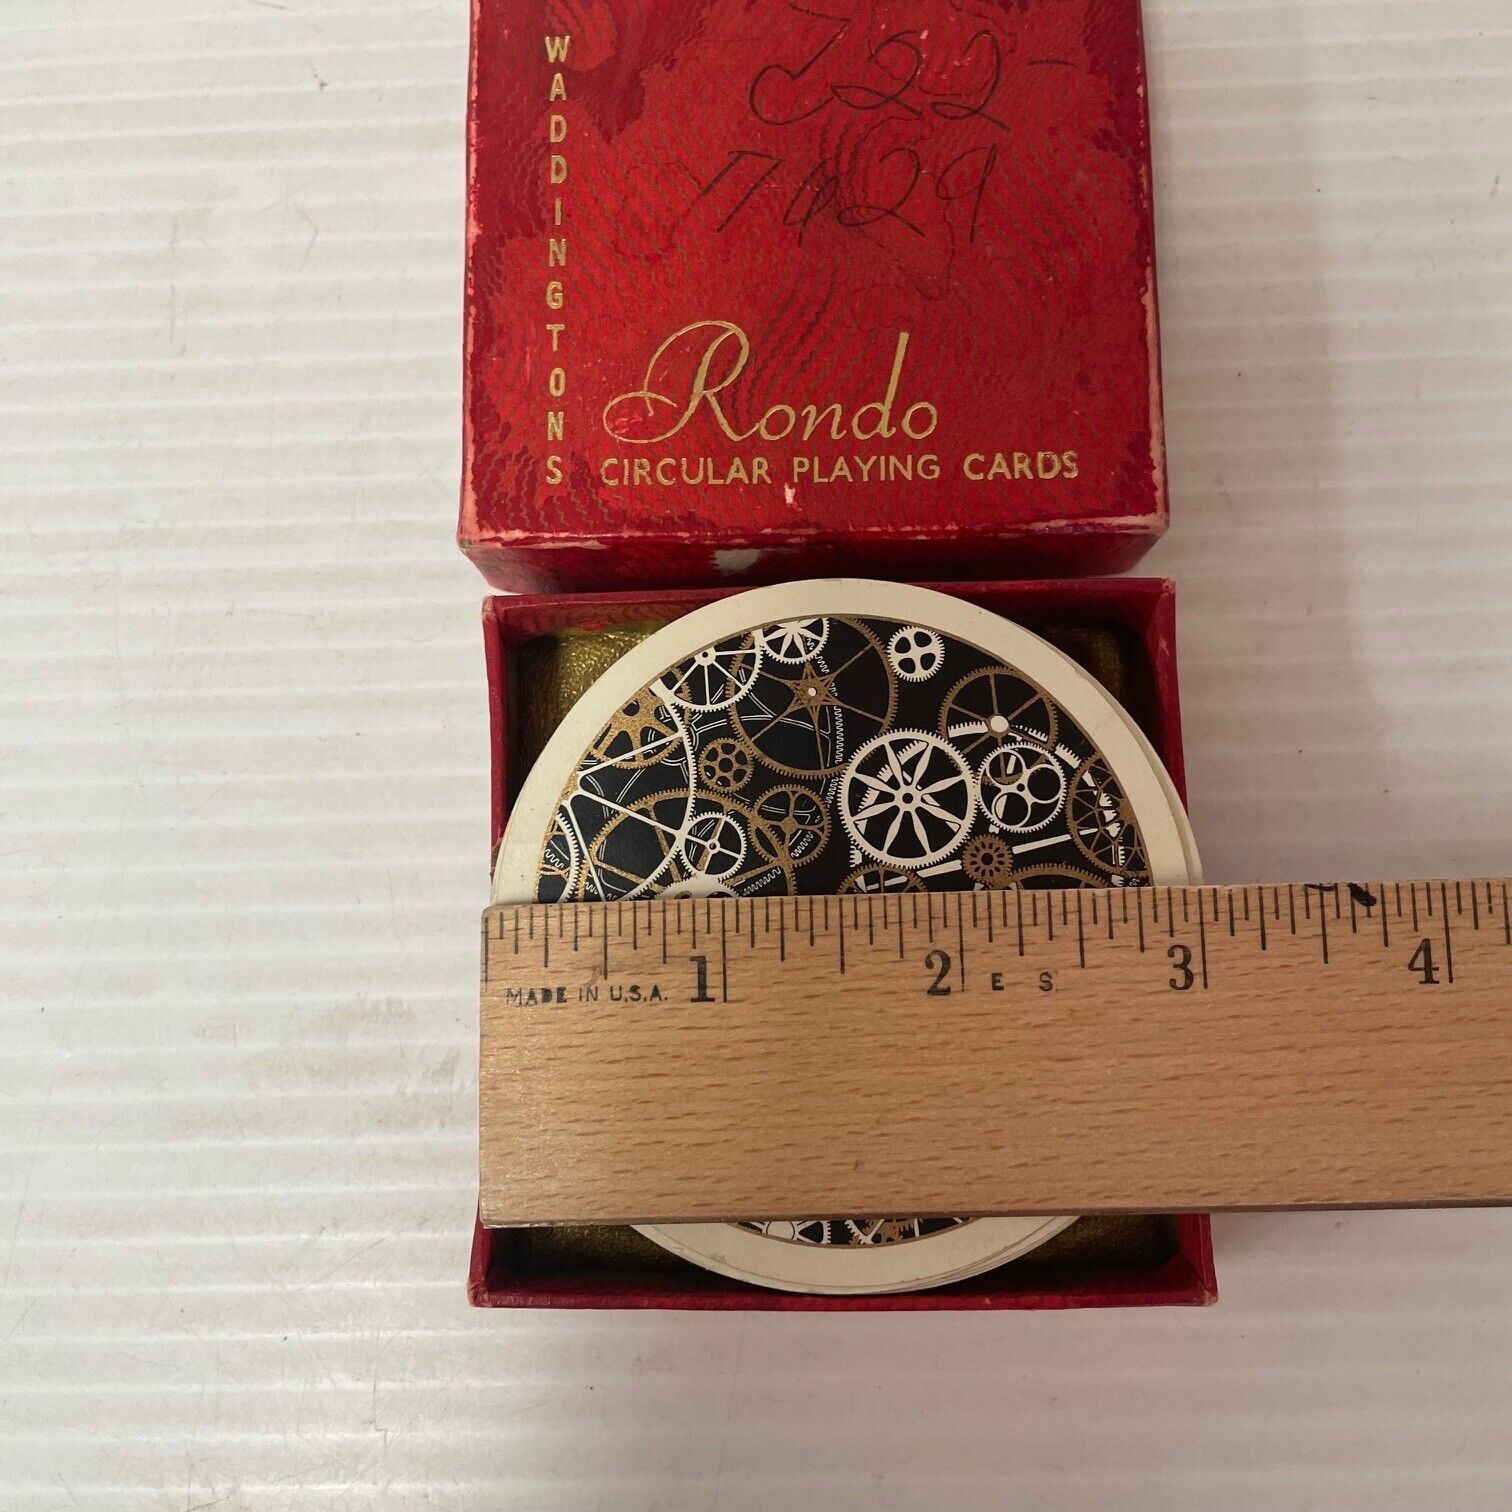 WADDINGTONS
722-
7429
Rondo
CIRCULAR PLAYING CARDS
1 2 3 4
MADE IN U.S.A. E S